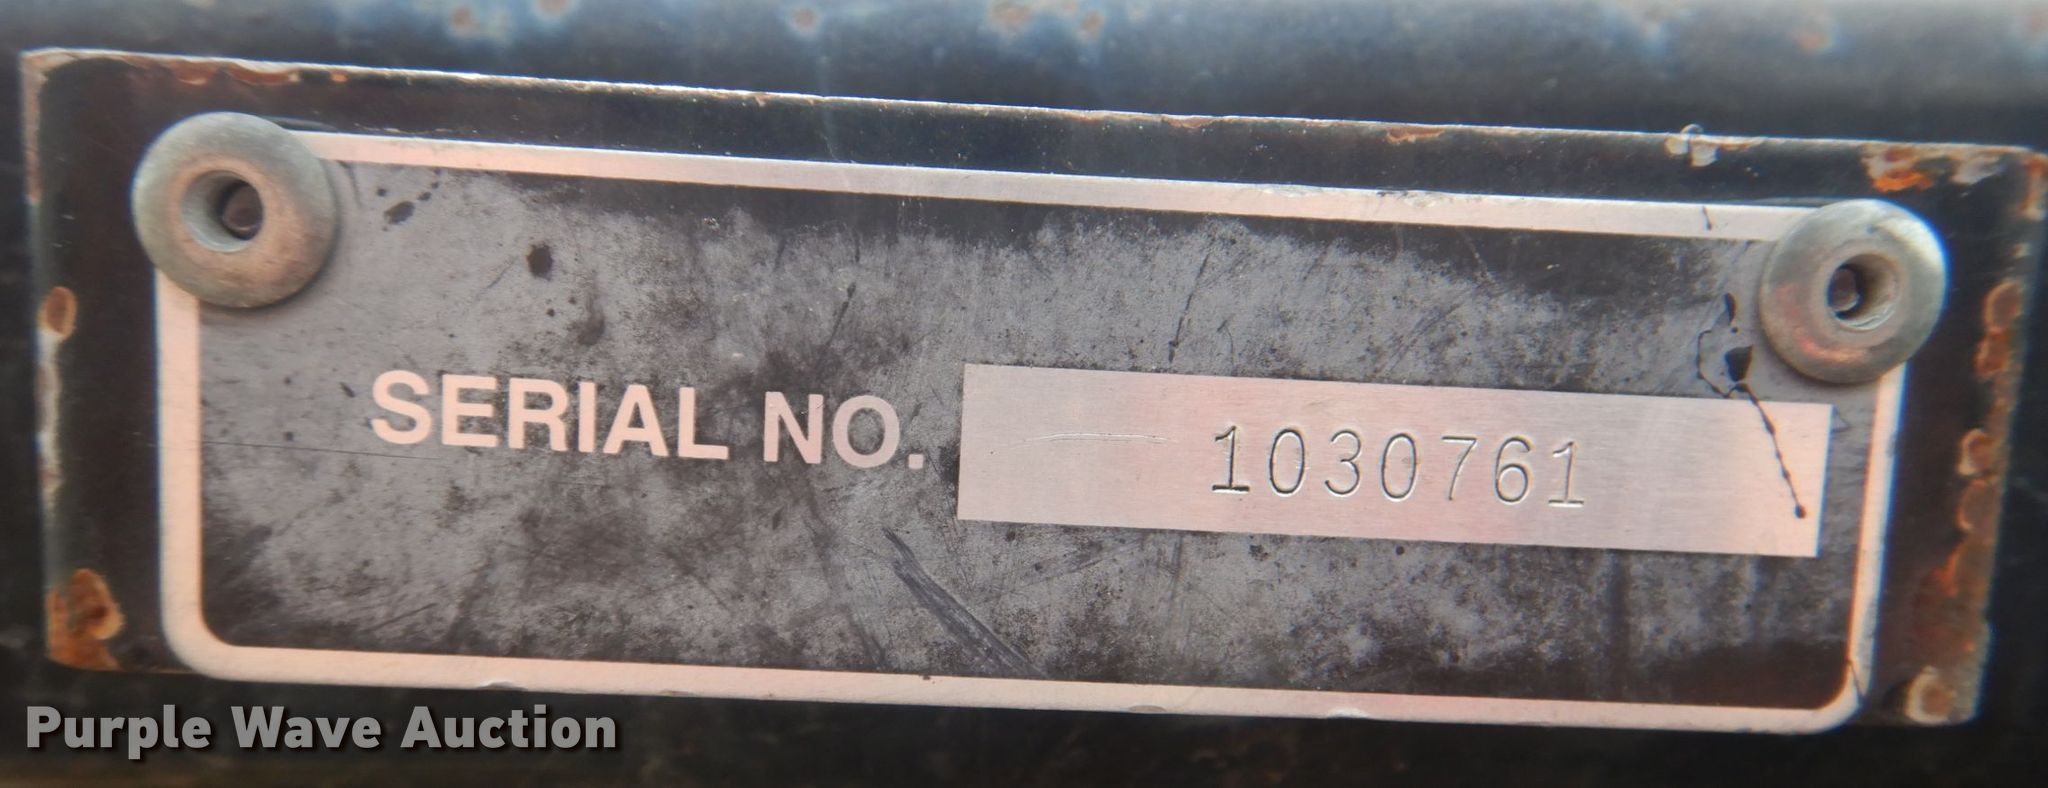 SERIAL NO. 1030761
Purple Wave Auction